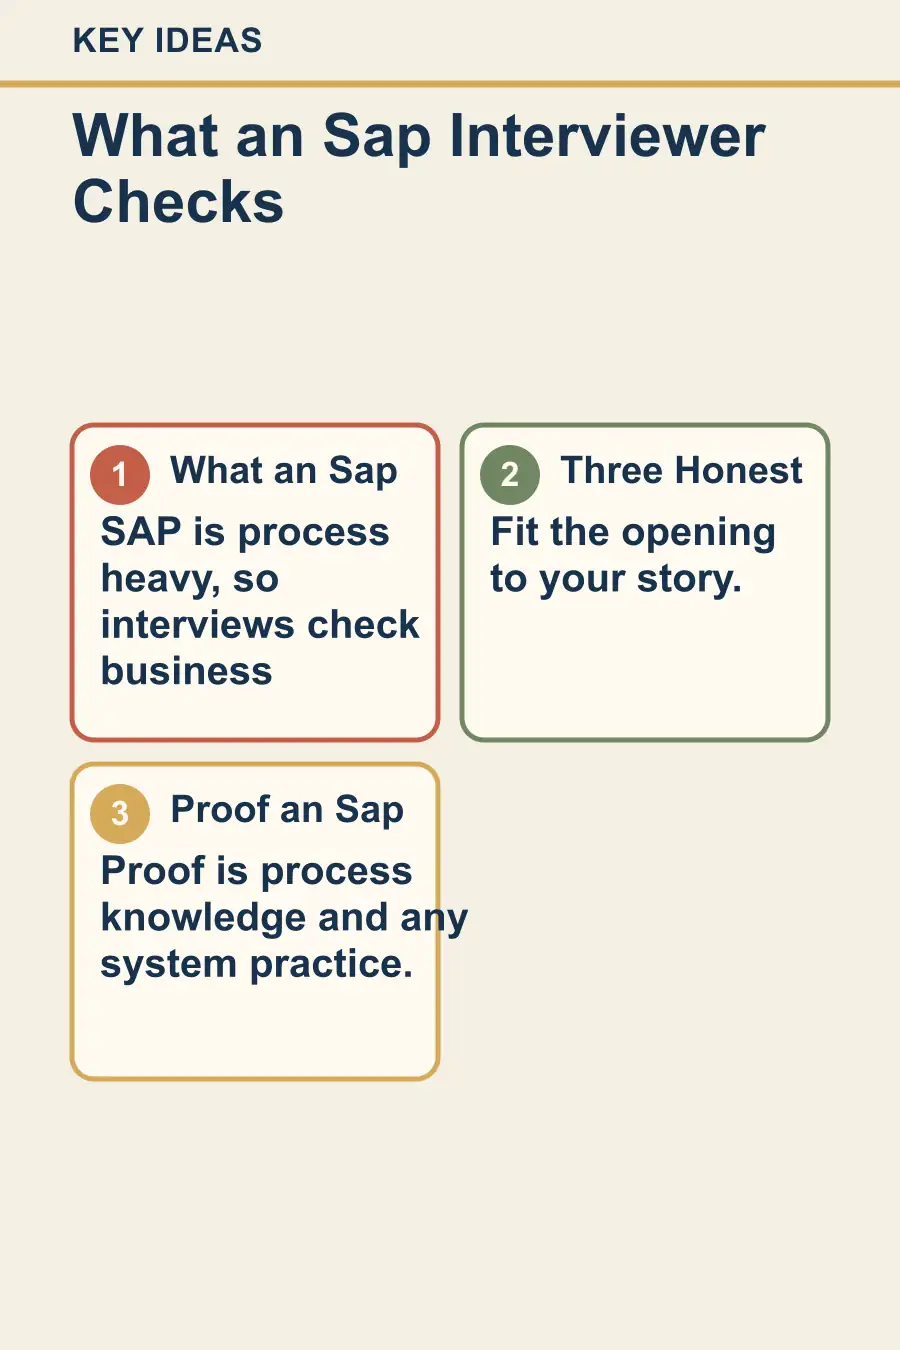 KEY IDEAS
What an Sap Interviewer
Checks
1
What an Sap
SAP is process
heavy, so
interviews check
business
2
Three Honest
Fit the opening
to your story.
3
Proof an Sap
Proof is process
knowledge and any
system practice.